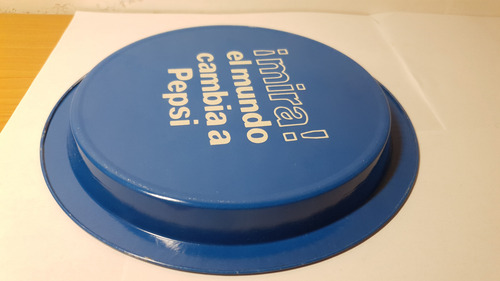 ¡mira!
el mundo
cambia a
Pepsi